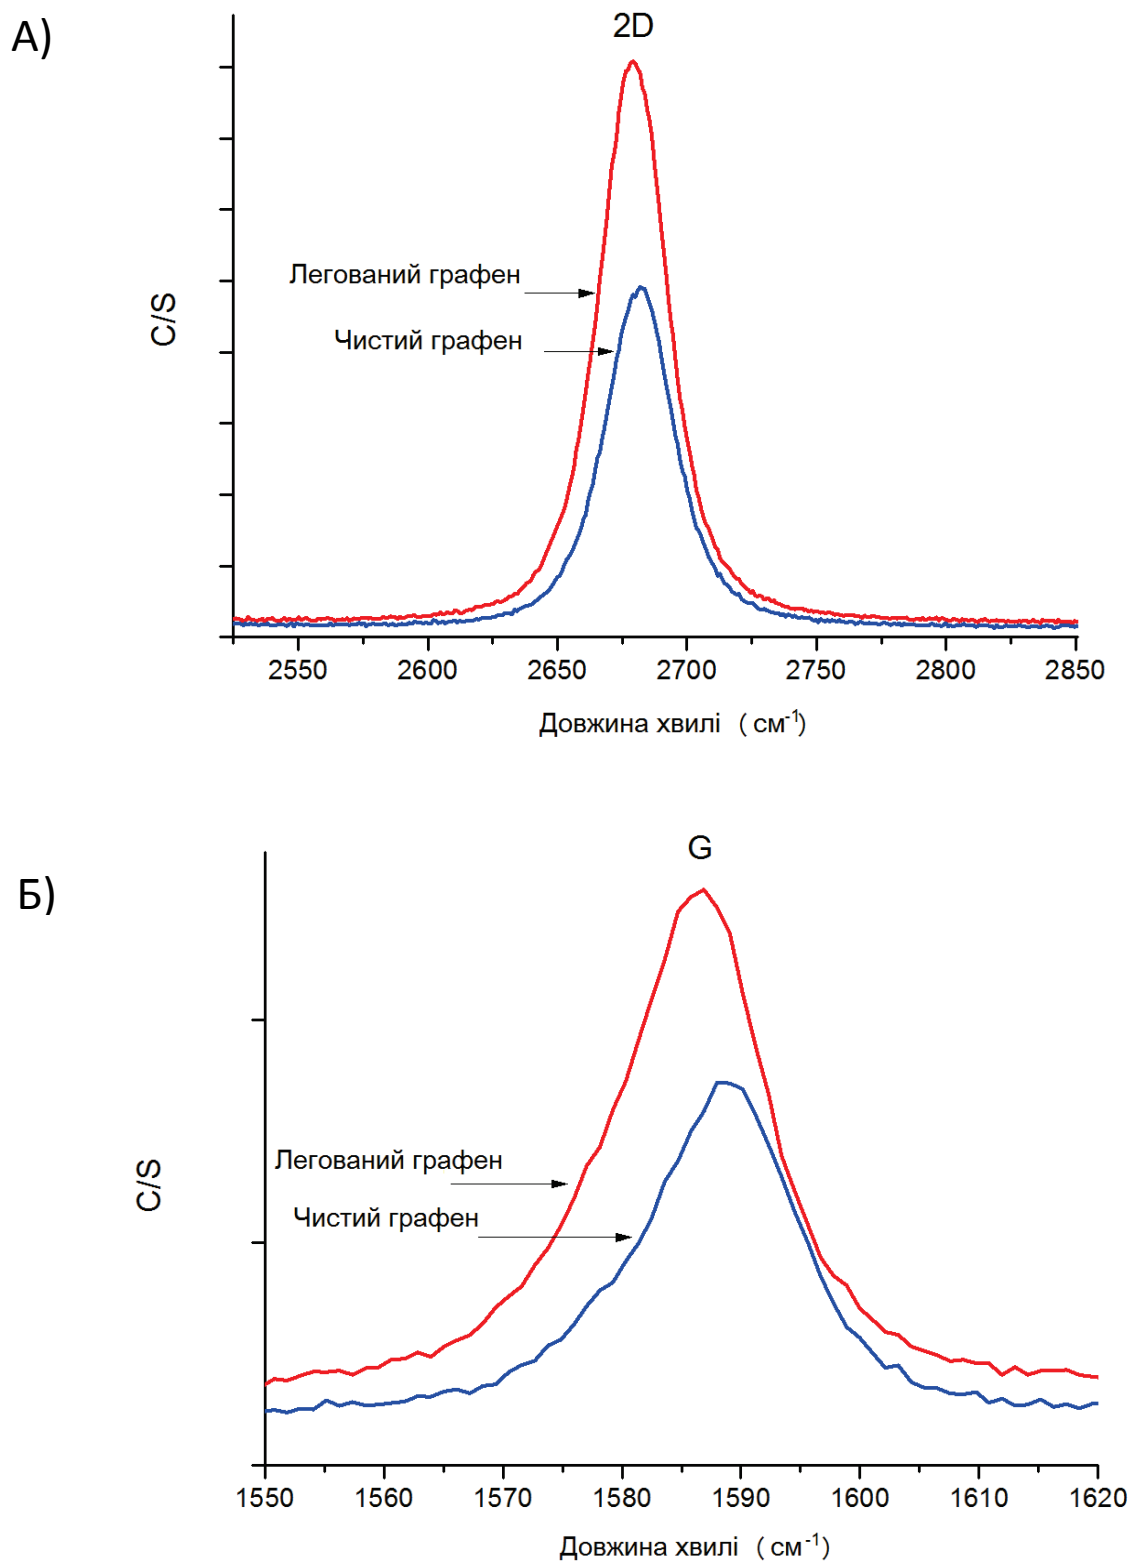 А)
2D
Легований графен
Чистий графен
C/S
2550 2600 2650 2700 2750 2800 2850
Довжина хвилі ( см⁻¹)
Б)
G
Легований графен
Чистий графен
C/S
1550 1560 1570 1580 1590 1600 1610 1620
Довжина хвилі ( см⁻¹)